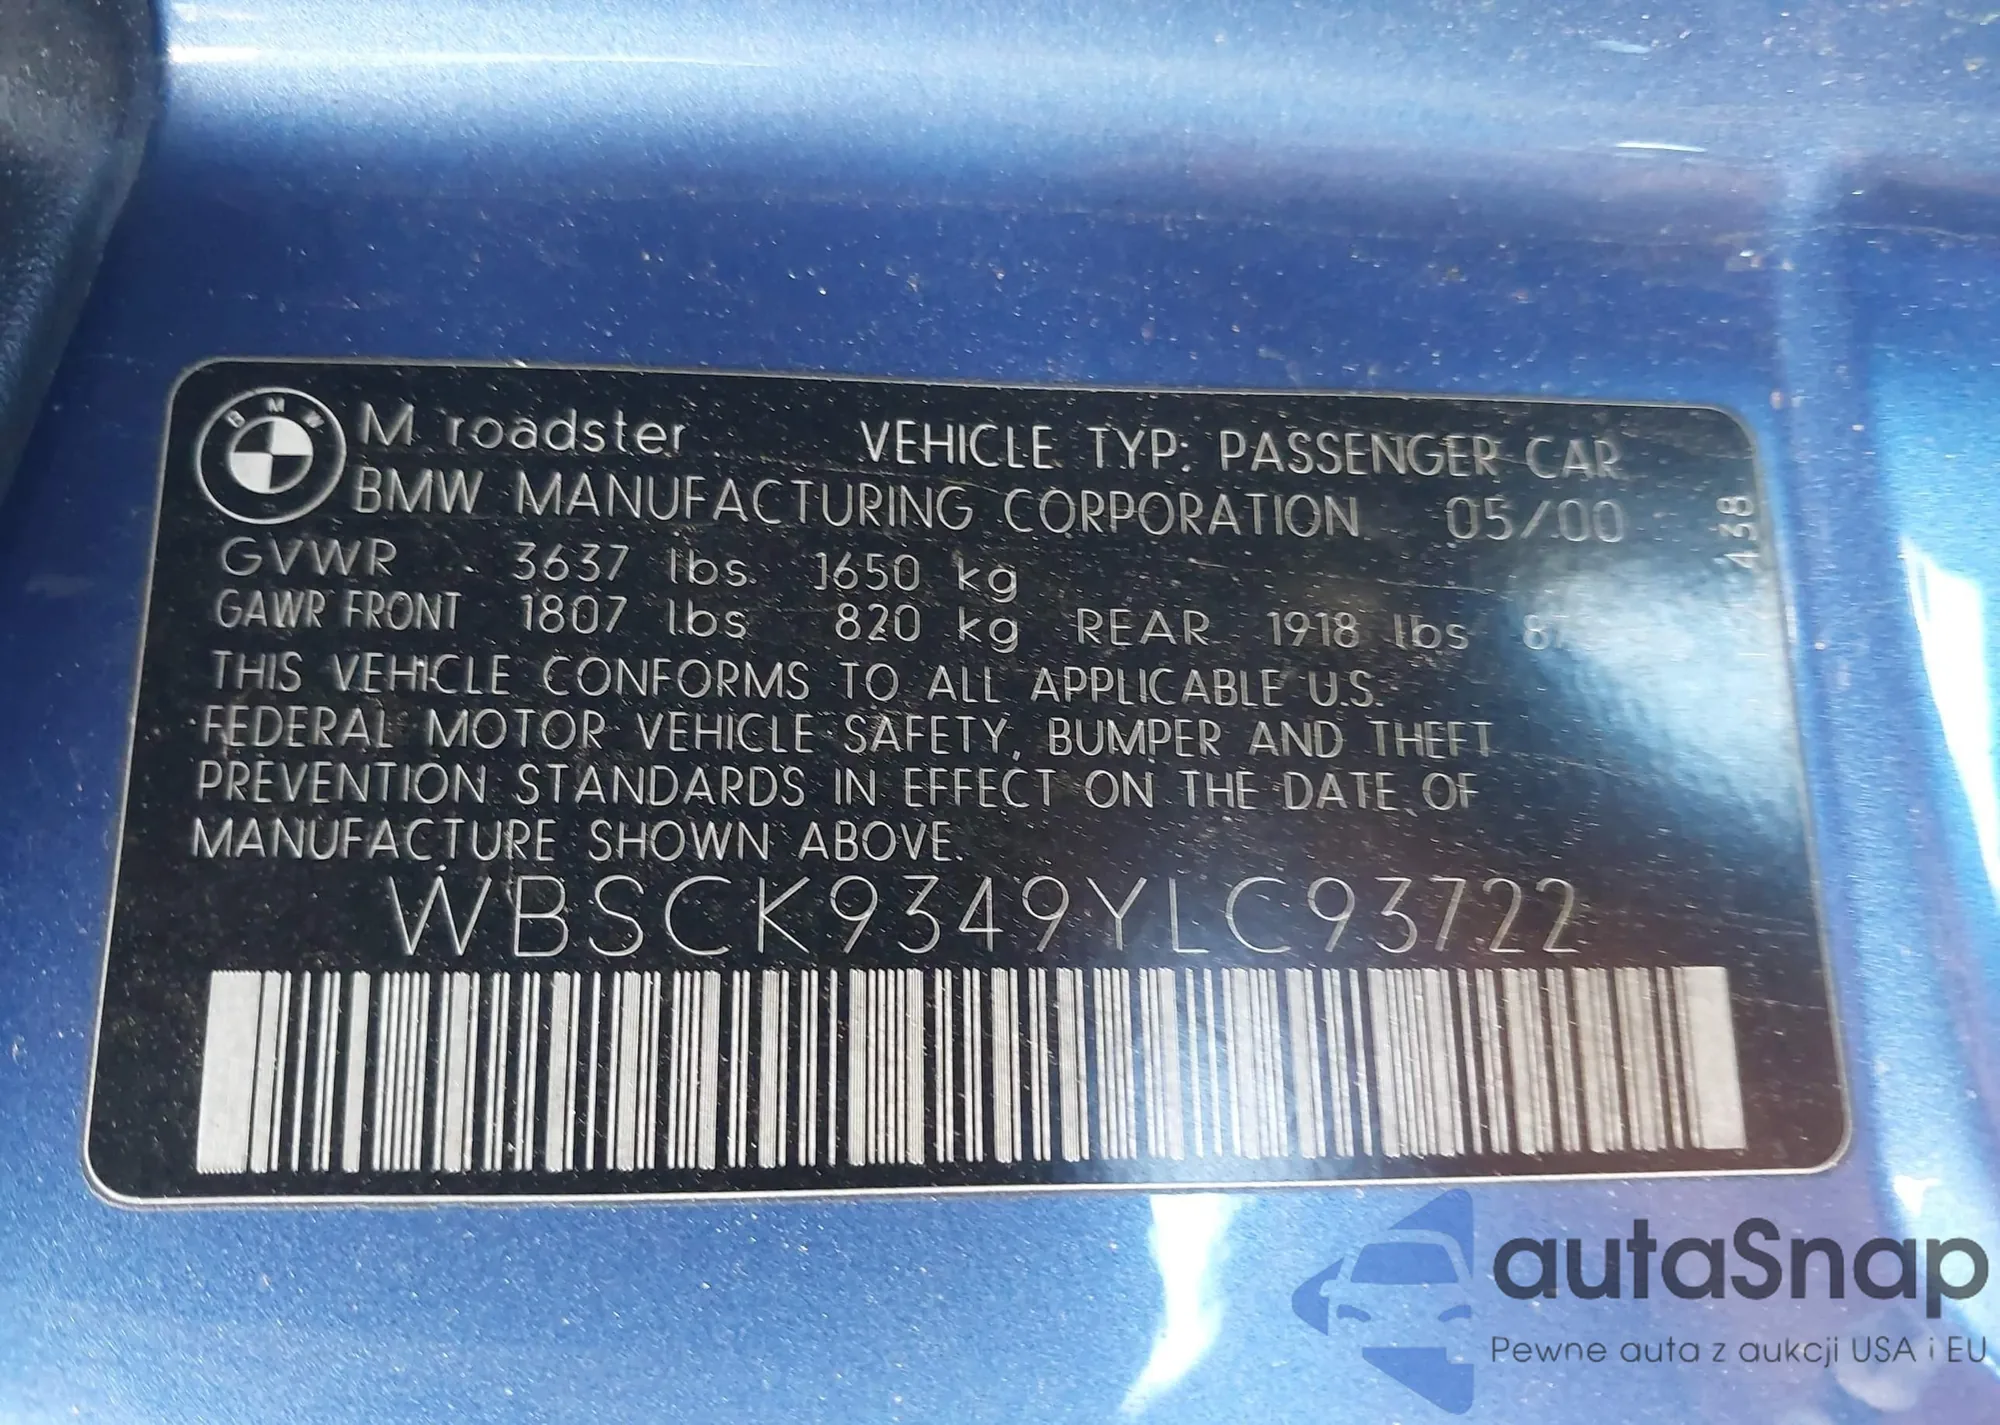 BMW
M roadster VEHICLE TYP: PASSENGER CAR
BMW MANUFACTURING CORPORATION 05/00
438
GVWR 3637 lbs 1650 kg
GAWR FRONT 1807 lbs 820 kg REAR 1918 lbs
THIS VEHICLE CONFORMS TO ALL APPLICABLE U.S.
FEDERAL MOTOR VEHICLE SAFETY, BUMPER AND THEFT
PREVENTION STANDARDS IN EFFECT ON THE DATE OF
MANUFACTURE SHOWN ABOVE.
WBSCK9349YLC93722
autaSnap
Pewne auta z aukcji USA i EU